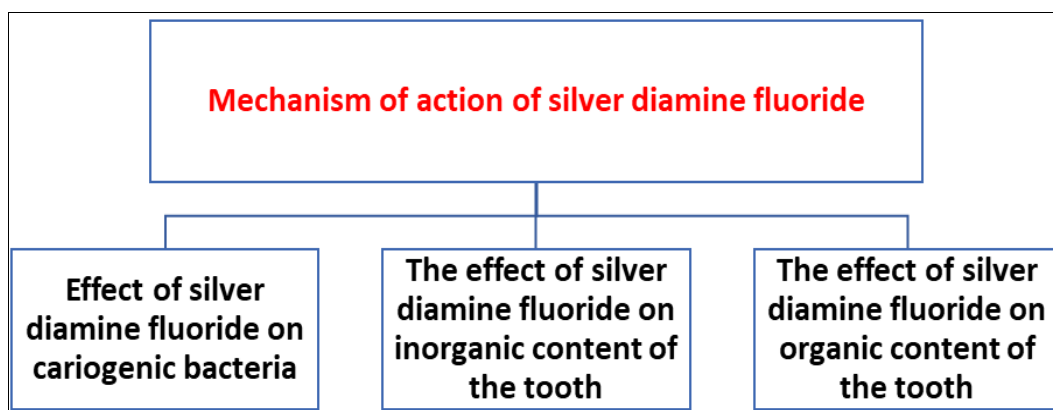 Mechanism of action of silver diamine fluoride
Effect of silver
diamine fluoride on
cariogenic bacteria
The effect of silver
diamine fluoride on
inorganic content of
the tooth
The effect of silver
diamine fluoride on
organic content of
the tooth